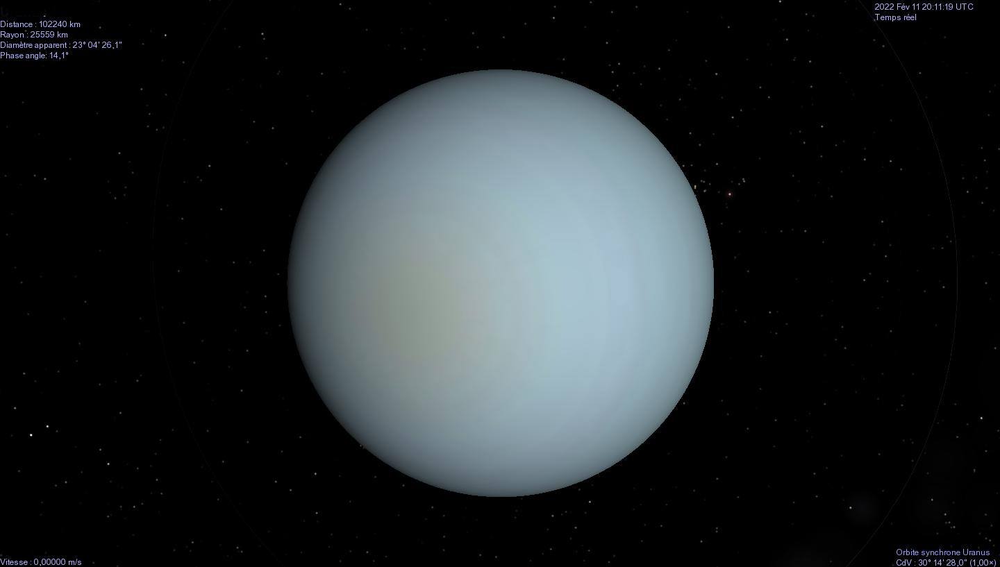 Distance : 102240 km
Rayon : 25559 km
Diamètre apparent : 23° 04' 26,1"
Phase angle: 14,1°
2022 Fév 11 20:11:19 UTC
Temps réel
Vitesse : 0,00000 m/s
Orbite synchrone Uranus
CdV : 30° 14' 28,0" (1,00×)